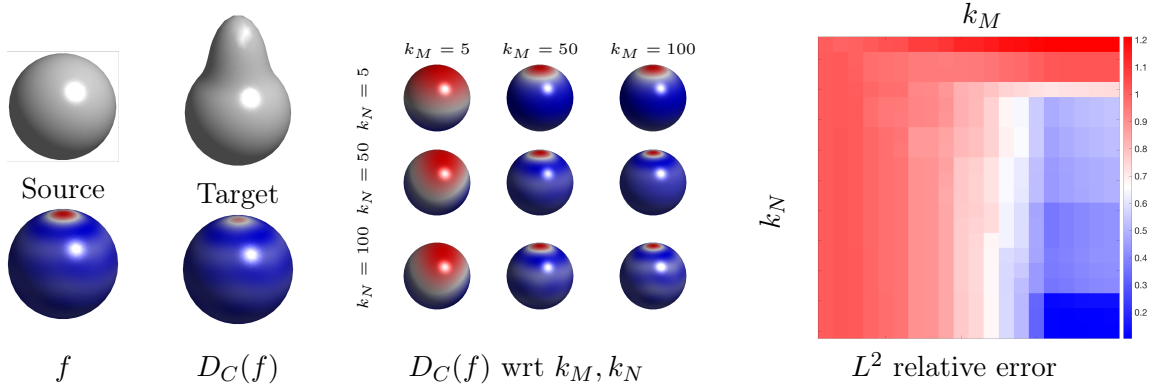 Source
Target
f
D_C(f)
k_M = 5
k_M = 50
k_M = 100
k_N = 5
k_N = 50
k_N = 100
D_C(f) wrt k_M, k_N
k_M
k_N
1.2
1.1
1
0.9
0.8
0.7
0.6
0.5
0.4
0.3
0.2
L² relative error